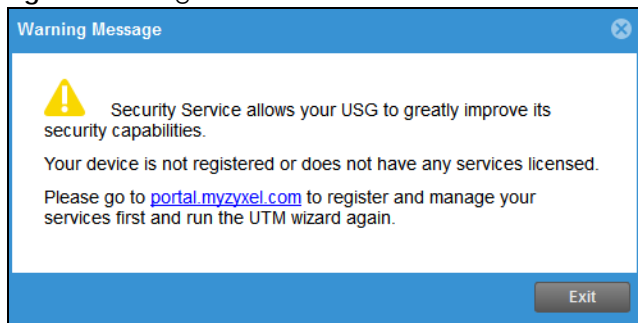 Warning Message
Security Service allows your USG to greatly improve its
security capabilities.
Your device is not registered or does not have any services licensed.
Please go to portal.myzyxel.com to register and manage your
services first and run the UTM wizard again.
Exit